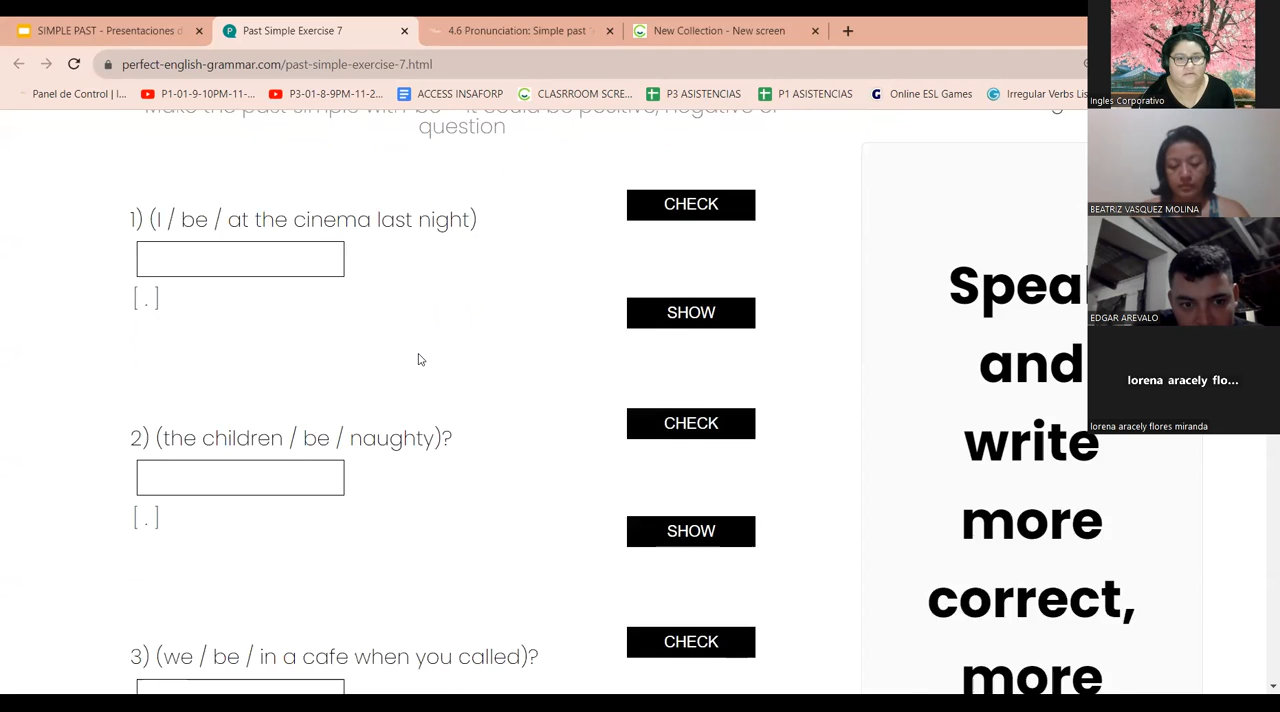 SIMPLE PAST - Presentaciones d
Past Simple Exercise 7
4.6 Pronunciation: Simple past "
New Collection - New screen
perfect-english-grammar.com/past-simple-exercise-7.html
Panel de Control | I...
P1-01-9-10PM-11-...
P3-01-8-9PM-11-2...
ACCESS INSAFORP
CLASRROOM SCRE...
P3 ASISTENCIAS
P1 ASISTENCIAS
Online ESL Games
Irregular Verbs Lis
question
1) (I / be / at the cinema last night)
[ . ]
CHECK
SHOW
2) (the children / be / naughty)?
[ . ]
CHECK
SHOW
3) (we / be / in a cafe when you called)?
CHECK
Speak
and
write
more
correct,
more
Ingles Corporativo
BEATRIZ VASQUEZ MOLINA
EDGAR AREVALO
lorena aracely flo...
lorena aracely flores miranda